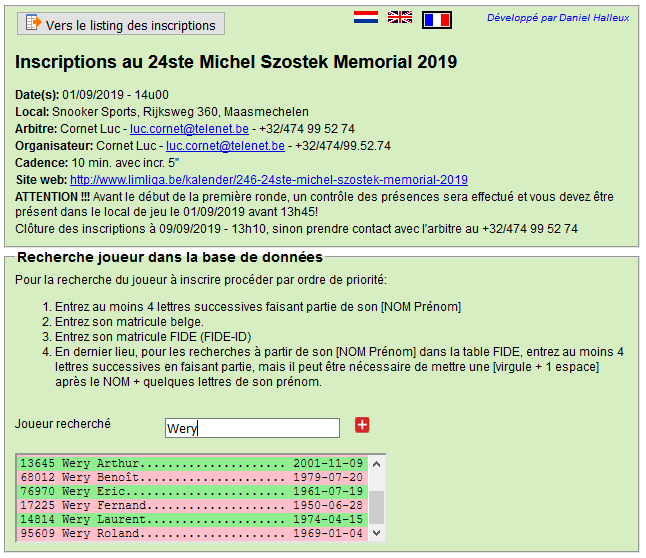 Vers le listing des inscriptions
Développé par Daniel Halleux
Inscriptions au 24ste Michel Szostek Memorial 2019
Date(s): 01/09/2019 - 14u00
Local: Snooker Sports, Rijksweg 360, Maasmechelen
Arbitre: Cornet Luc - luc.cornet@telenet.be - +32/474 99 52 74
Organisateur: Cornet Luc - luc.cornet@telenet.be - +32/474/99.52.74
Cadence: 10 min. avec incr. 5"
Site web: http://www.limliga.be/kalender/246-24ste-michel-szostek-memorial-2019
ATTENTION !!! Avant le début de la première ronde, un contrôle des présences sera effectué et vous devez être
présent dans le local de jeu le 01/09/2019 avant 13h45!
Clôture des inscriptions à 09/09/2019 - 13h10, sinon prendre contact avec l'arbitre au +32/474 99 52 74
Recherche joueur dans la base de données
Pour la recherche du joueur à inscrire procéder par ordre de priorité:
1. Entrez au moins 4 lettres successives faisant partie de son [NOM Prénom]
2. Entrez son matricule belge.
3. Entrez son matricule FIDE (FIDE-ID)
4. En dernier lieu, pour les recherches à partir de son [NOM Prénom] dans la table FIDE, entrez au moins 4
lettres successives en faisant partie, mais il peut être nécessaire de mettre une [virgule + 1 espace]
après le NOM + quelques lettres de son prénom.
Joueur recherché Wery
13645 Wery Arthur..................... 2001-11-09
68012 Wery Benoît..................... 1979-07-20
76970 Wery Eric....................... 1961-07-19
17225 Wery Fernand.................... 1950-06-28
14814 Wery Laurent.................... 1974-04-15
95609 Wery Roland..................... 1969-01-04